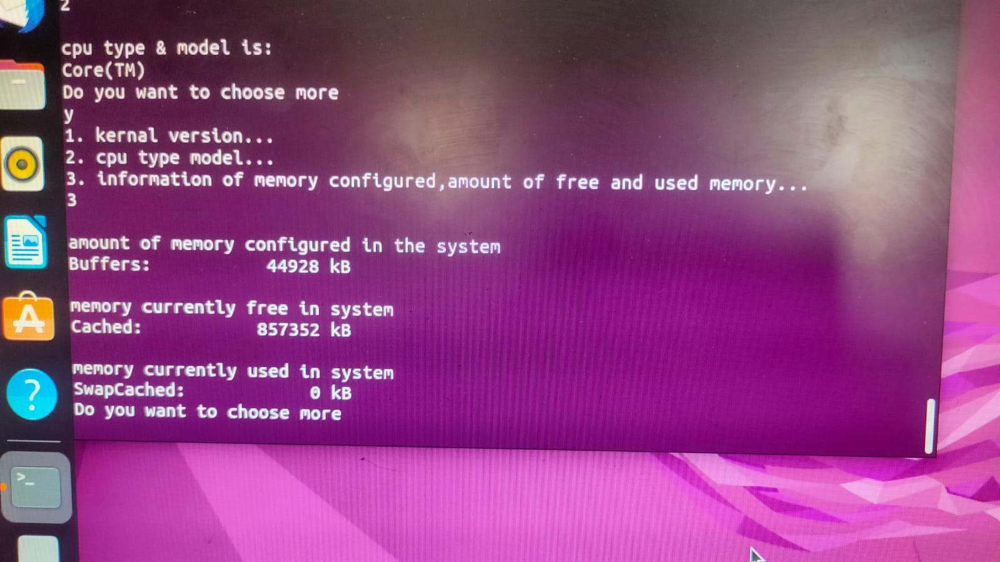 2
cpu type & model is:
Core(TM)
Do you want to choose more
y
1. kernal version...
2. cpu type model...
3. information of memory configured,amount of free and used memory...
3
amount of memory configured in the system
Buffers:           44928 kB
memory currently free in system
Cached:           857352 kB
memory currently used in system
SwapCached:            0 kB
Do you want to choose more